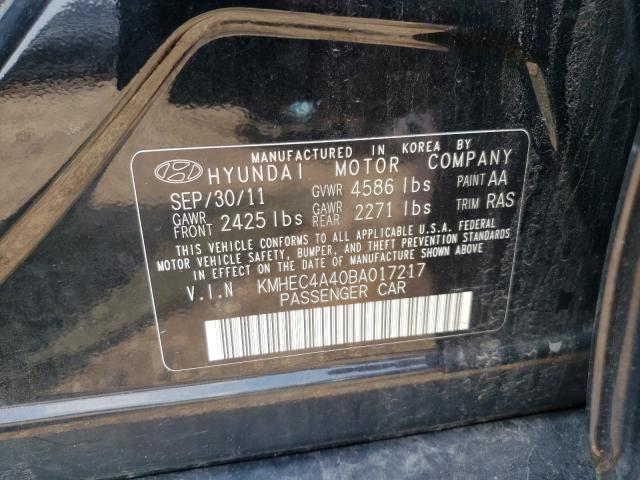 MANUFACTURED IN KOREA BY
HYUNDAI MOTOR COMPANY
SEP/30/11 GVWR 4586 lbs PAINT AA
GAWR FRONT 2425 lbs GAWR REAR 2271 lbs TRIM RAS
THIS VEHICLE CONFORMS TO ALL APPLICABLE U.S.A. FEDERAL
MOTOR VEHICLE SAFETY, BUMPER, AND THEFT PREVENTION STANDARDS
IN EFFECT ON THE DATE OF MANUFACTURE SHOWN ABOVE
V.I.N KMHEC4A40BA017217
PASSENGER CAR